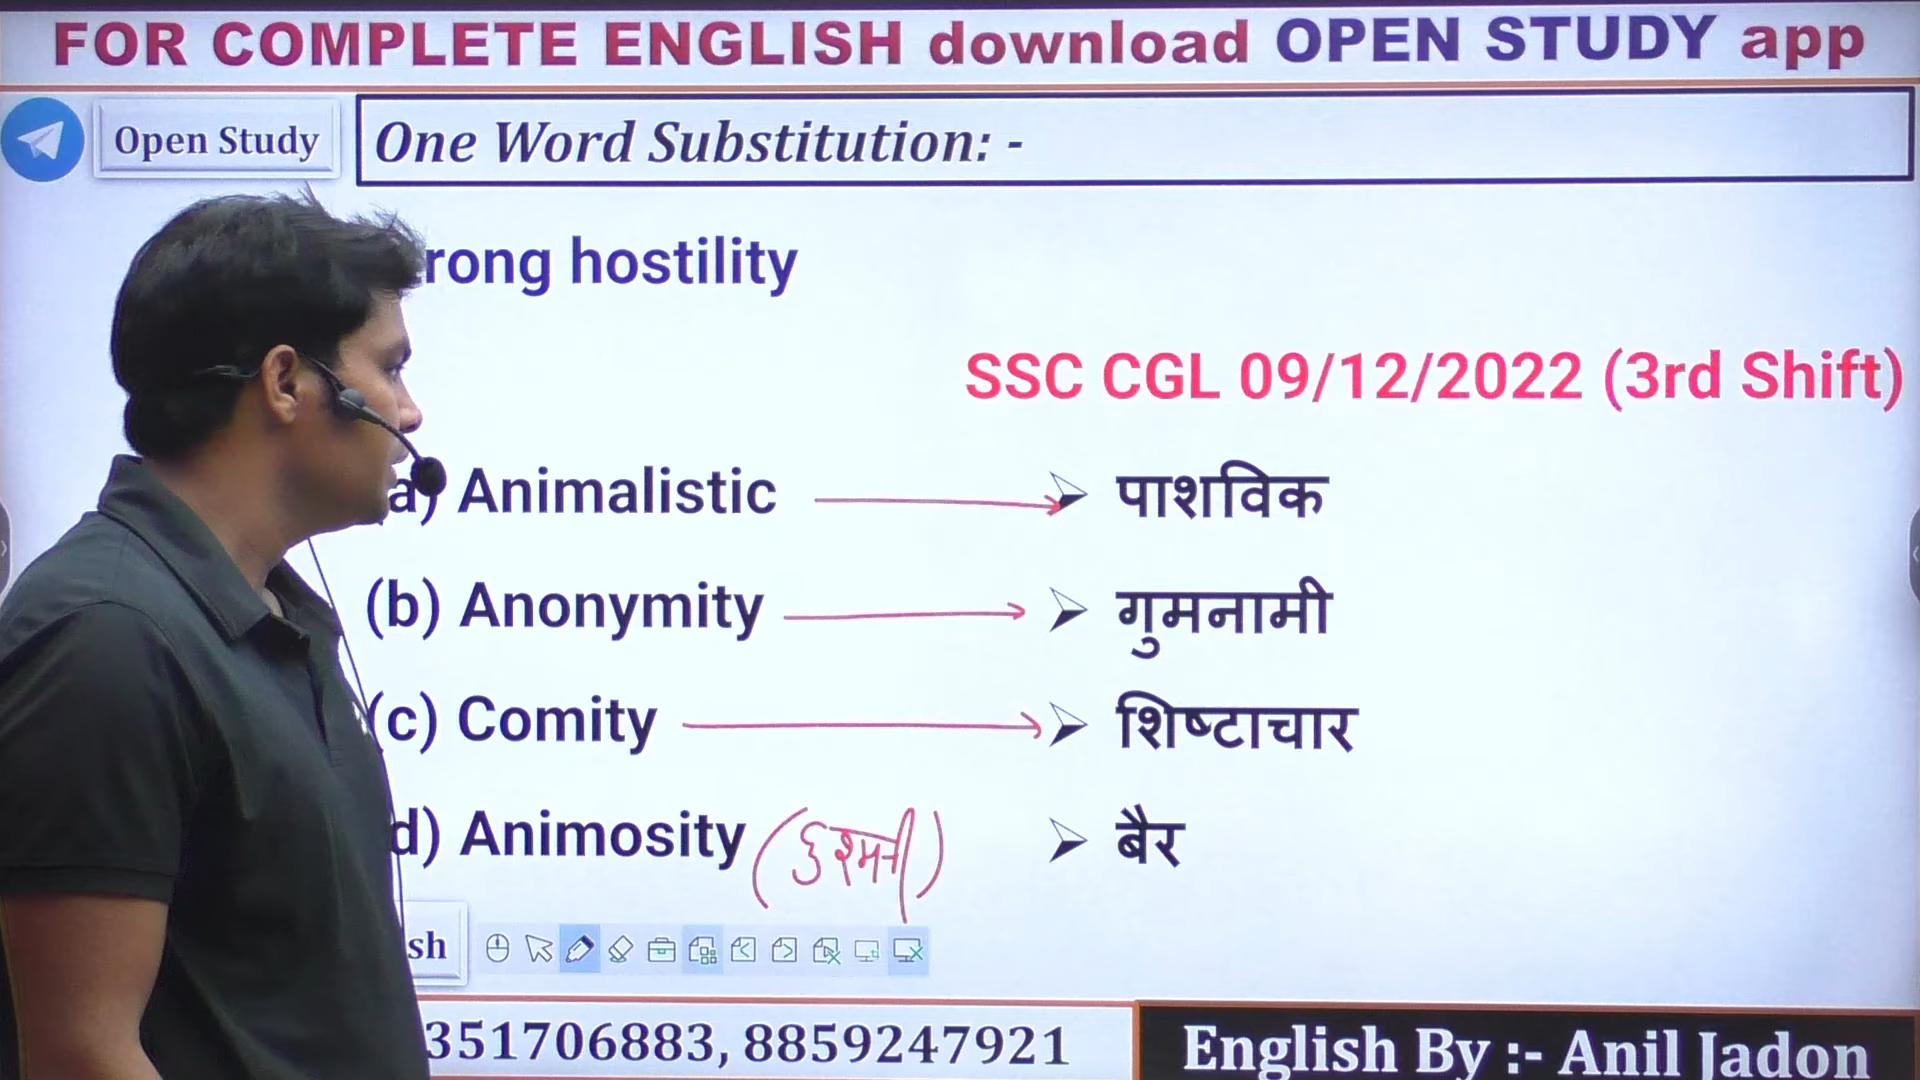 FOR COMPLETE ENGLISH download OPEN STUDY app
Open Study
One Word Substitution: -
rong hostility
SSC CGL 09/12/2022 (3rd Shift)
a) Animalistic ➢ पाशविक
(b) Anonymity ➢ गुमनामी
(c) Comity ➢ शिष्टाचार
d) Animosity (दुश्मनी) ➢ बैर
sh
351706883, 8859247921
English By :- Anil Jadon